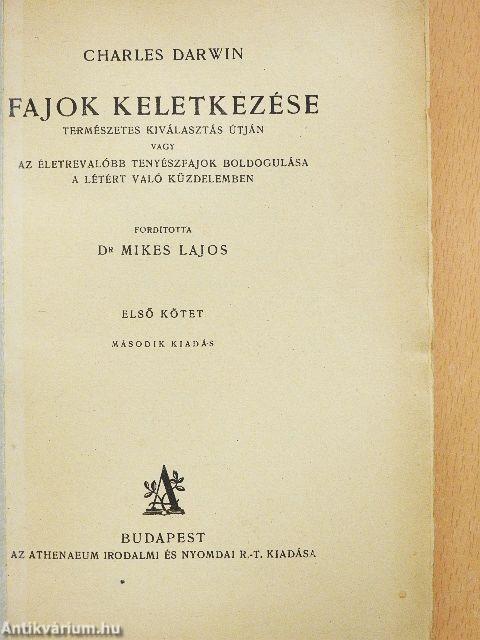 CHARLES DARWIN
FAJOK KELETKEZÉSE
TERMÉSZETES KIVÁLASZTÁS ÚTJÁN
VAGY
AZ ÉLETREVALÓBB TENYÉSZFAJOK BOLDOGULÁSA
A LÉTÉRT VALÓ KÜZDELEMBEN
FORDÍTOTTA
DR MIKES LAJOS
ELSŐ KÖTET
MÁSODIK KIADÁS
A
BUDAPEST
AZ ATHENAEUM IRODALMI ÉS NYOMDAI R.-T. KIADÁSA
Antikvárium.hu